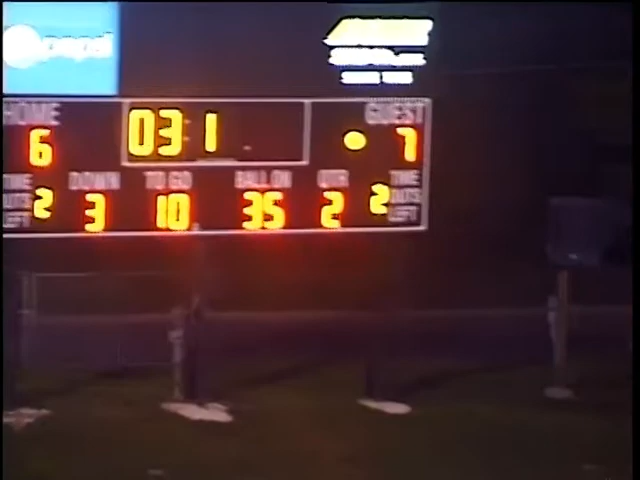 pepsi
HOME 03:1 GUEST
6 7
TIME OUTS LEFT 2 DOWN 3 TO GO 10 BALL ON 35 QTR 2 2 TIME OUTS LEFT